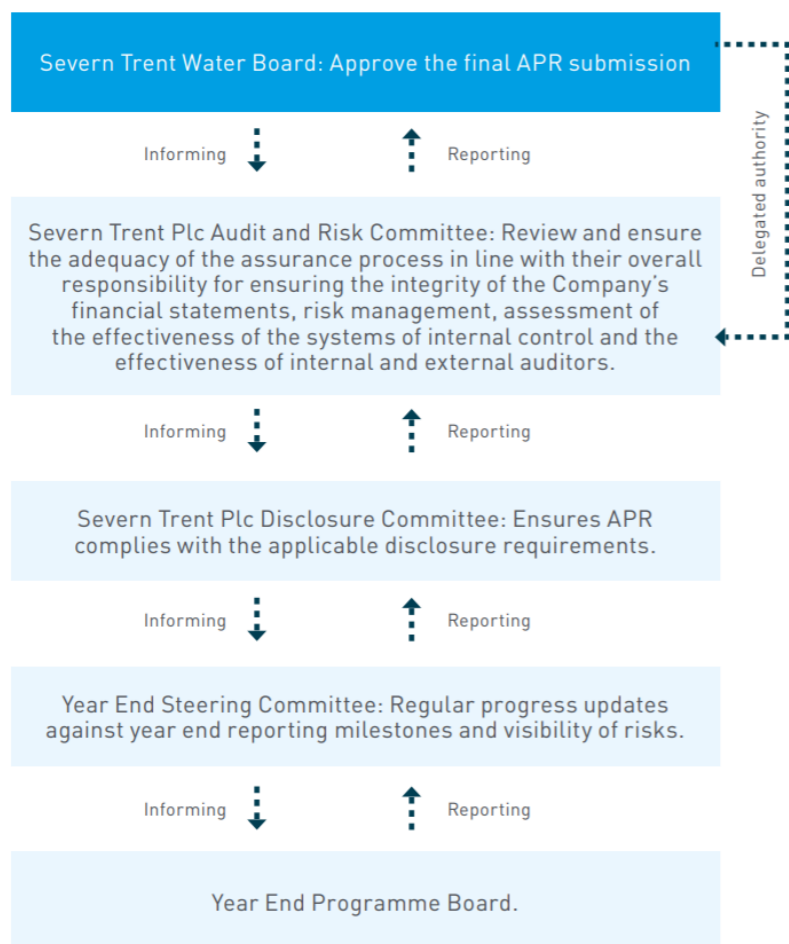 Severn Trent Water Board: Approve the final APR submission
Informing
Reporting
Delegated authority
Severn Trent Plc Audit and Risk Committee: Review and ensure
the adequacy of the assurance process in line with their overall
responsibility for ensuring the integrity of the Company’s
financial statements, risk management, assessment of
the effectiveness of the systems of internal control and the
effectiveness of internal and external auditors.
Informing
Reporting
Severn Trent Plc Disclosure Committee: Ensures APR
complies with the applicable disclosure requirements.
Informing
Reporting
Year End Steering Committee: Regular progress updates
against year end reporting milestones and visibility of risks.
Informing
Reporting
Year End Programme Board.